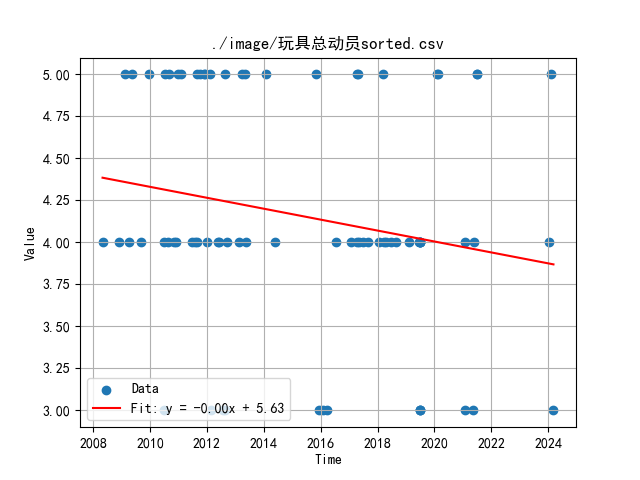 ./image/玩具总动员sorted.csv
5.00
4.75
4.50
4.25
4.00
3.75
3.50
3.25
3.00
Value
Data
Fit: y = -0.00x + 5.63
2008 2010 2012 2014 2016 2018 2020 2022 2024
Time